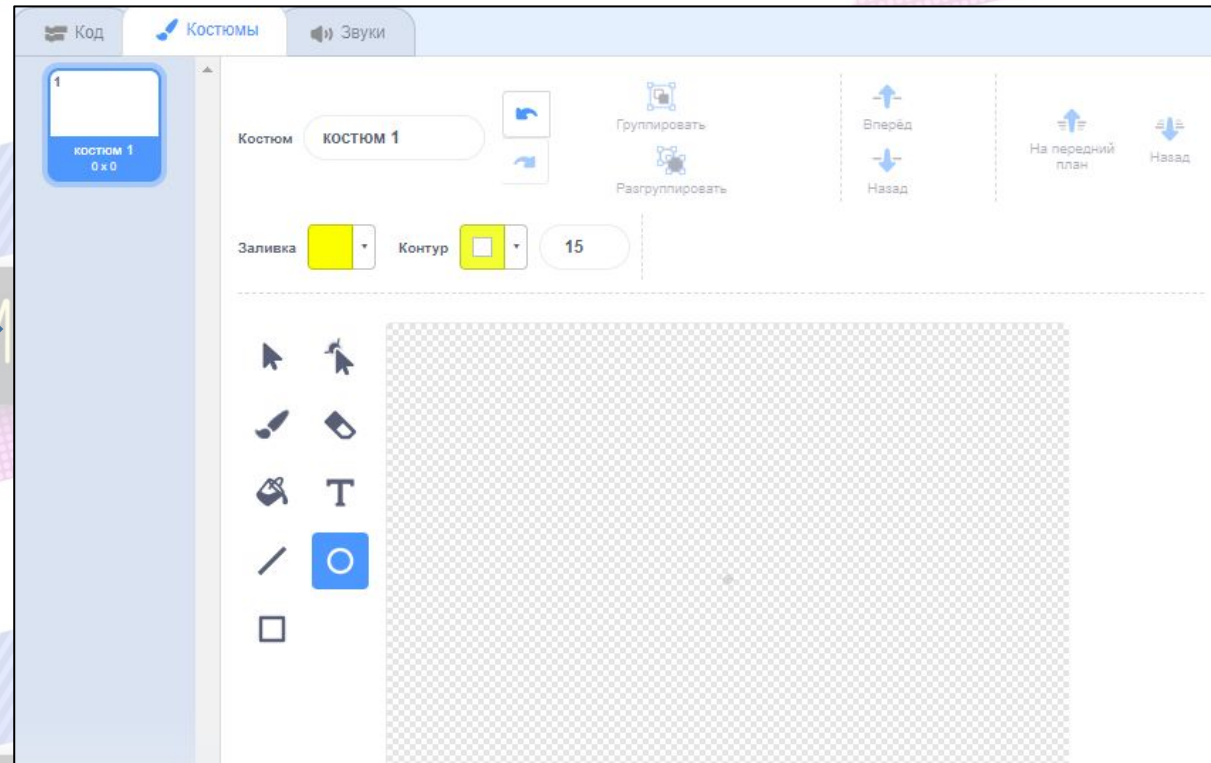 Код
Костюмы
Звуки
1
костюм 1
0 x 0
Костюм
костюм 1
Группировать
Разгруппировать
Вперёд
Назад
На передний
план
Назад
Заливка
Контур
15
T